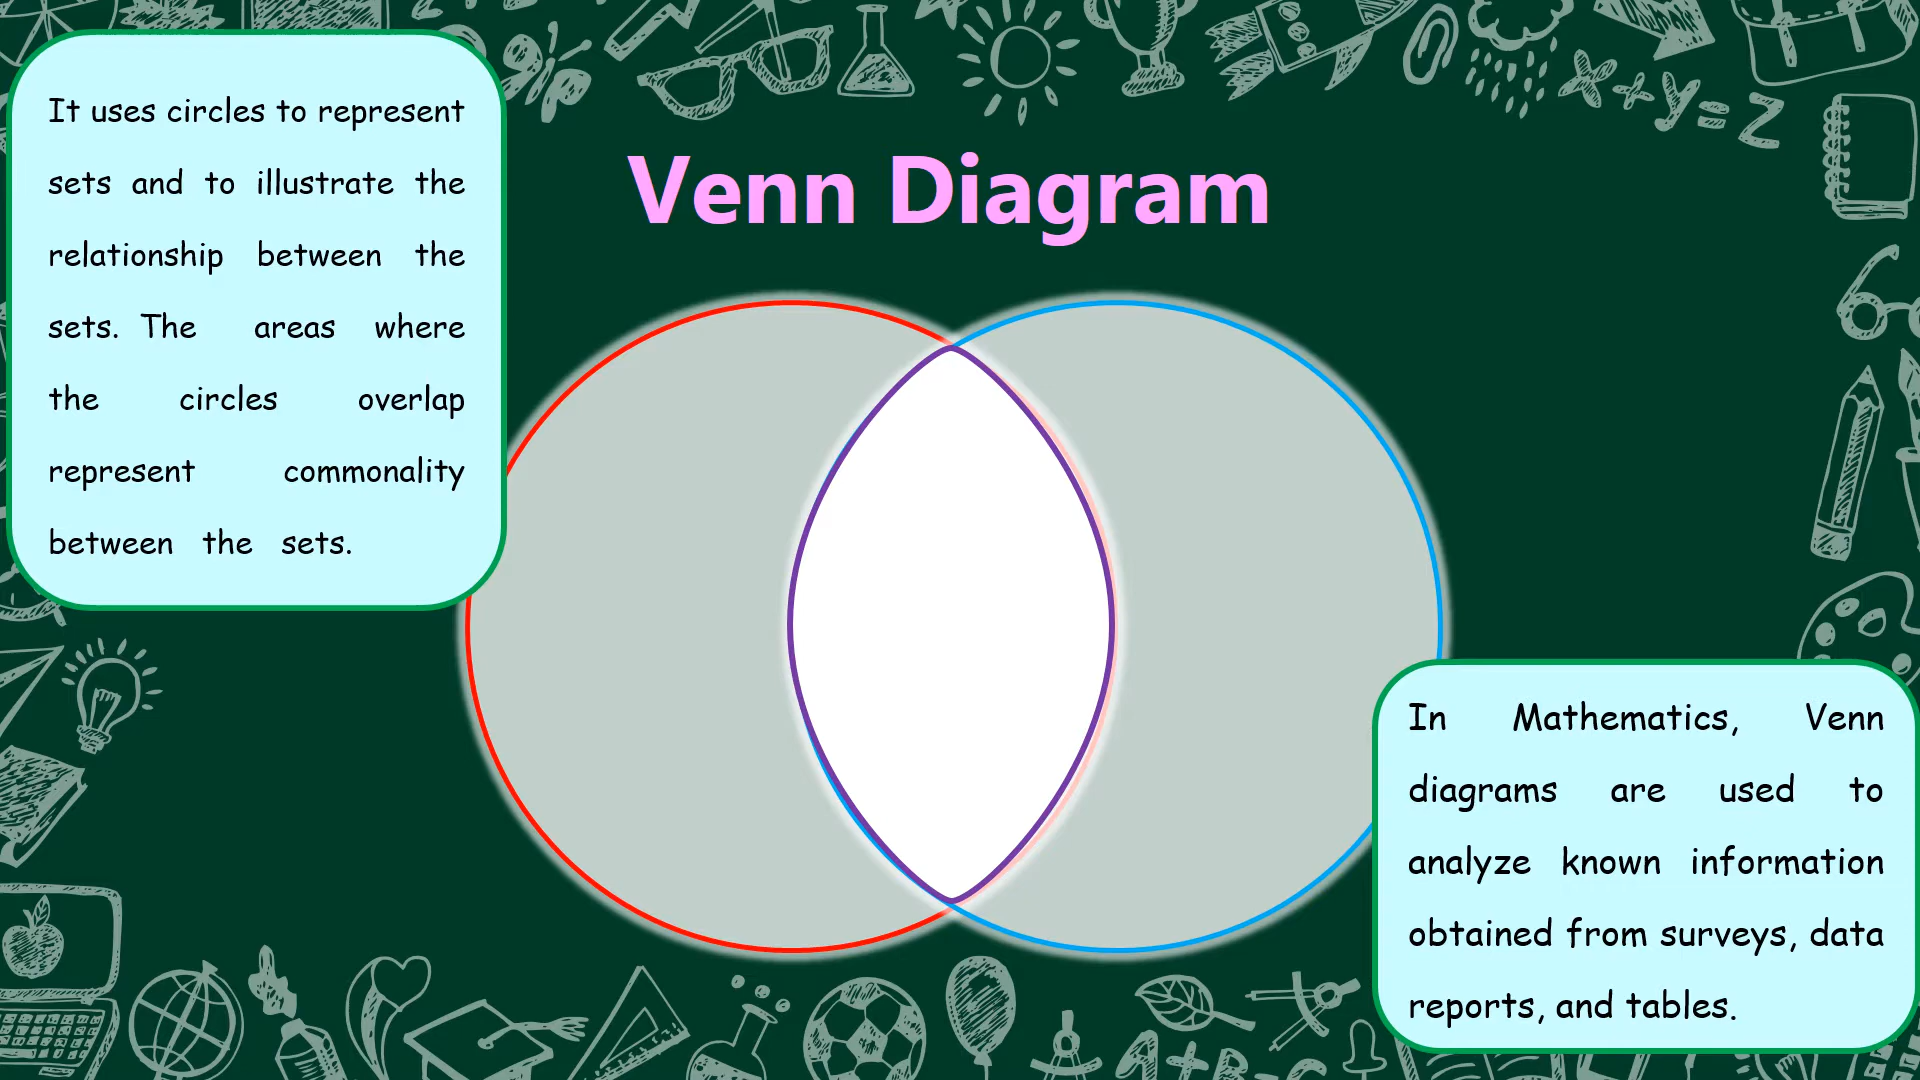 It uses circles to represent
sets and to illustrate the
relationship between the
sets. The areas where
the circles overlap
represent commonality
between the sets.
Venn Diagram
In Mathematics, Venn
diagrams are used to
analyze known information
obtained from surveys, data
reports, and tables.
x+y=z
A+B=C